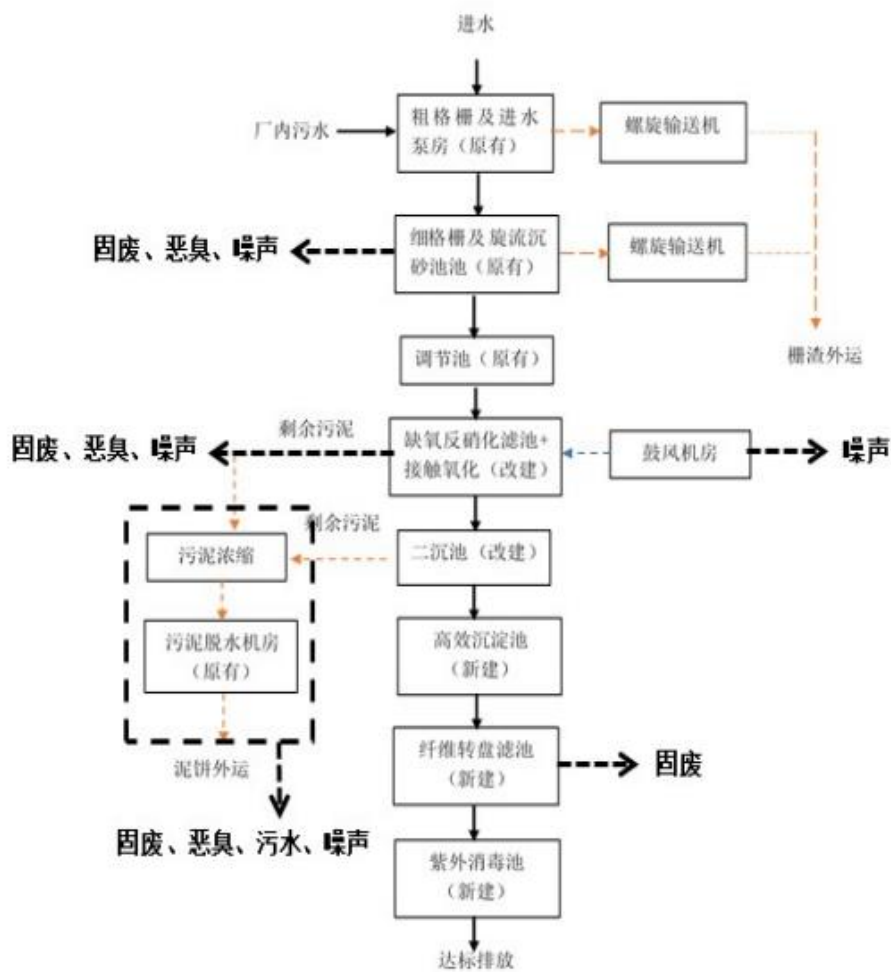 进水
厂内污水
粗格栅及进水
泵房（原有）
螺旋输送机
固废、恶臭、噪声
细格栅及旋流沉
砂池池（原有）
螺旋输送机
调节池（原有）
栅渣外运
剩余污泥
固废、恶臭、噪声
缺氧反硝化滤池+
接触氧化（改建）
鼓风机房
噪声
剩余污泥
污泥浓缩
二沉池（改建）
污泥脱水机房
（原有）
高效沉淀池
（新建）
泥饼外运
纤维转盘滤池
（新建）
固废
固废、恶臭、污水、噪声
紫外消毒池
（新建）
达标排放